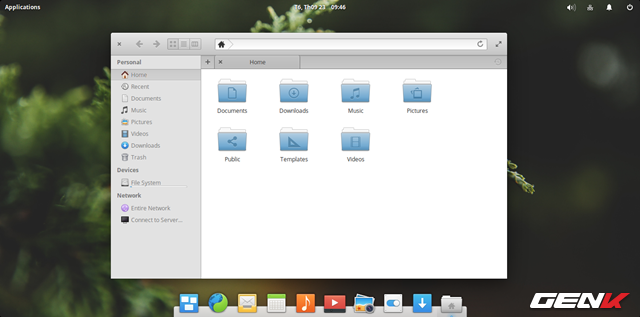 Applications
T6, Th09 23 09:46
Personal
Home
Recent
Documents
Music
Pictures
Videos
Downloads
Trash
Devices
File System
Network
Entire Network
Connect to Server...
Home
Documents
Downloads
Music
Pictures
Public
Templates
Videos
GENK